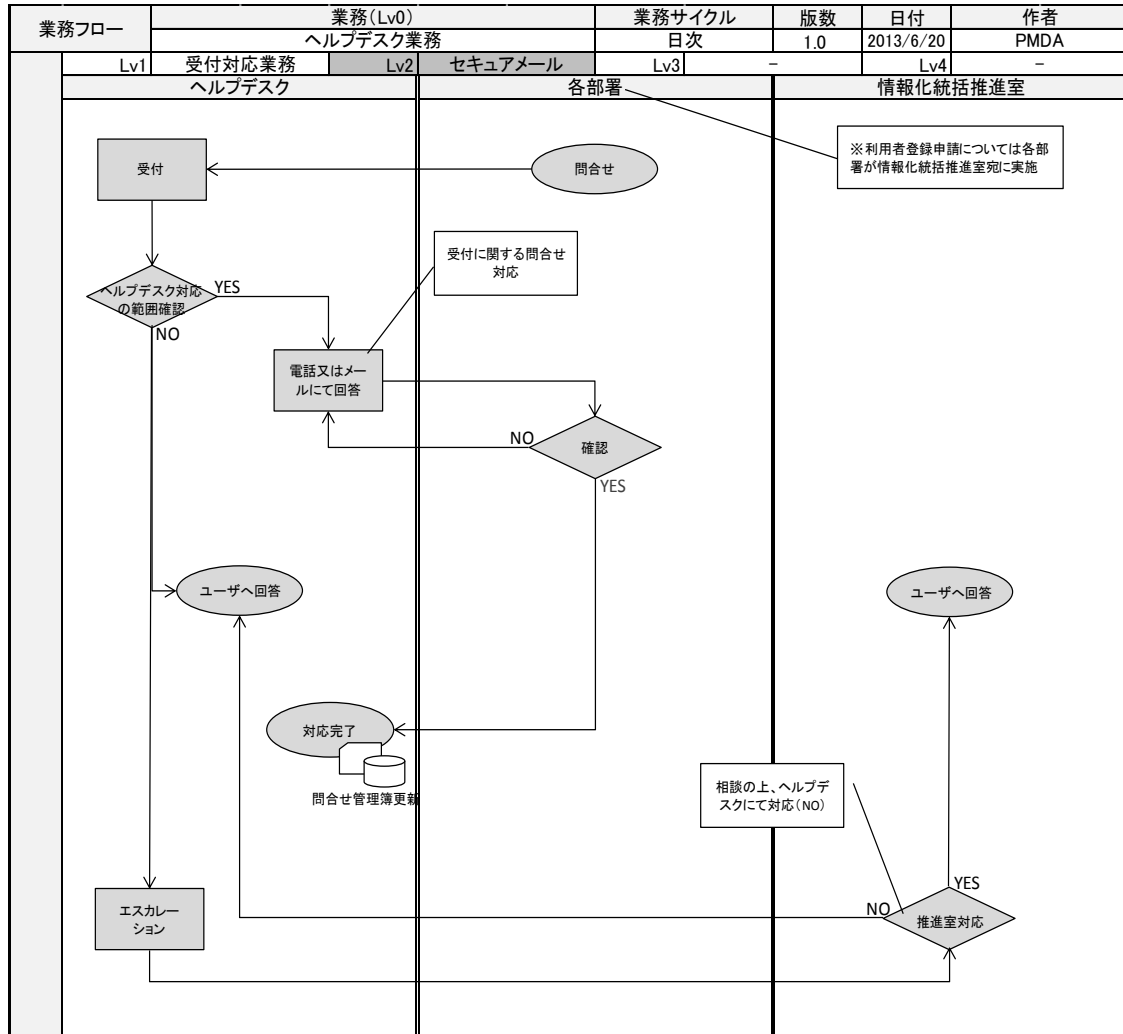 業務フロー
業務(Lv0)
業務サイクル
版数
日付
作者
ヘルプデスク業務
日次
1.0
2013/6/20
PMDA
Lv1
受付対応業務
Lv2
セキュアメール
Lv3
-
Lv4
-
ヘルプデスク
各部署
情報化統括推進室
※利用者登録申請については各部
署が情報化統括推進室宛に実施
受付
問合せ
受付に関する問合せ
対応
ヘルプデスク対応
の範囲確認
YES
NO
電話又はメー
ルにて回答
NO
確認
YES
ユーザへ回答
ユーザへ回答
対応完了
問合せ管理簿更新
相談の上、ヘルプデ
スクにて対応(NO)
YES
エスカレー
ション
NO
推進室対応